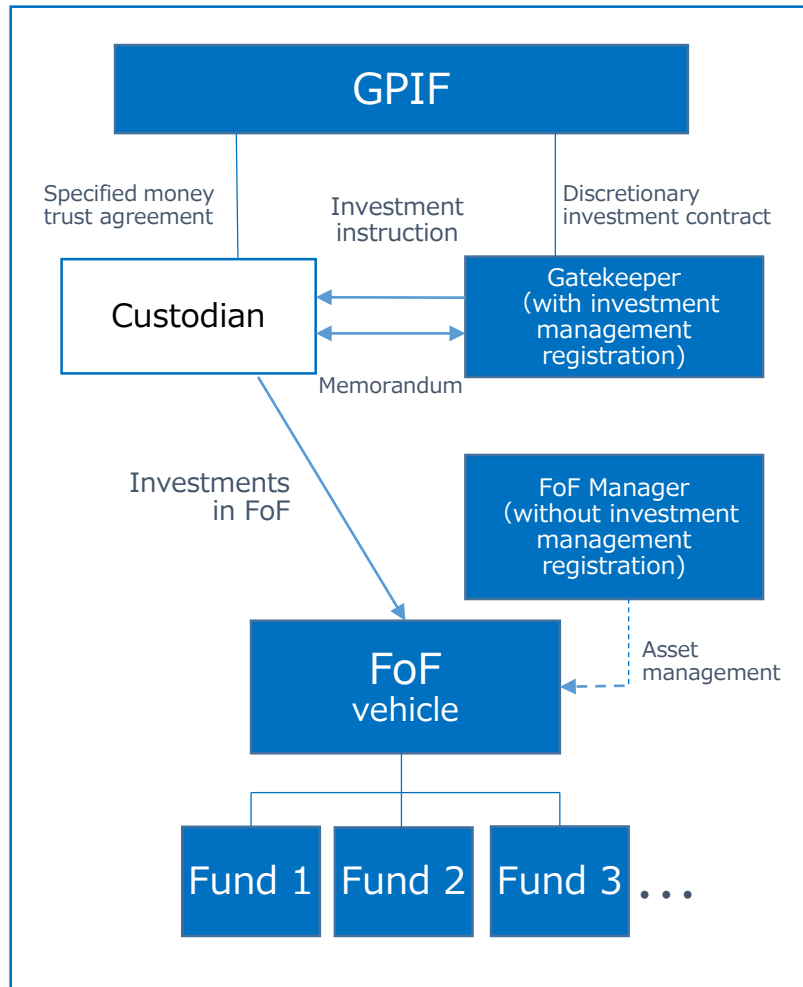 GPIF
Specified money
trust agreement
Investment
instruction
Discretionary
investment contract
Custodian
Gatekeeper
(with investment
management
registration)
Memorandum
Investments
in FoF
FoF Manager
(without investment
management
registration)
Asset
management
FoF
vehicle
Fund 1
Fund 2
Fund 3
...